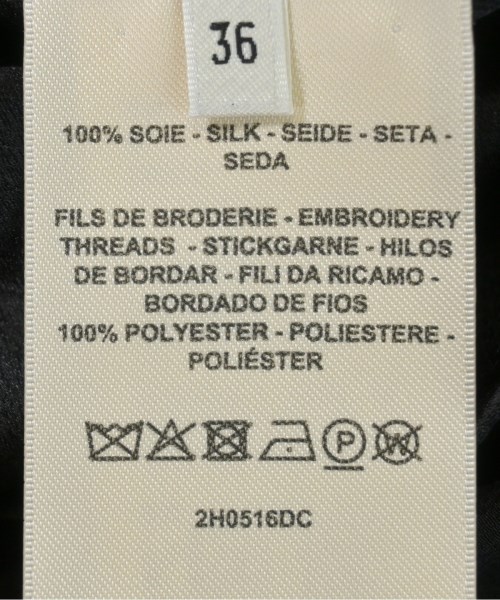 36
100% SOIE - SILK - SEIDE - SETA -
SEDA
FILS DE BRODERIE - EMBROIDERY
THREADS - STICKGARNE - HILOS
DE BORDAR - FILI DA RICAMO -
BORDADO DE FIOS
100% POLYESTER - POLIESTERE -
POLIÉSTER
P W
2H0516DC